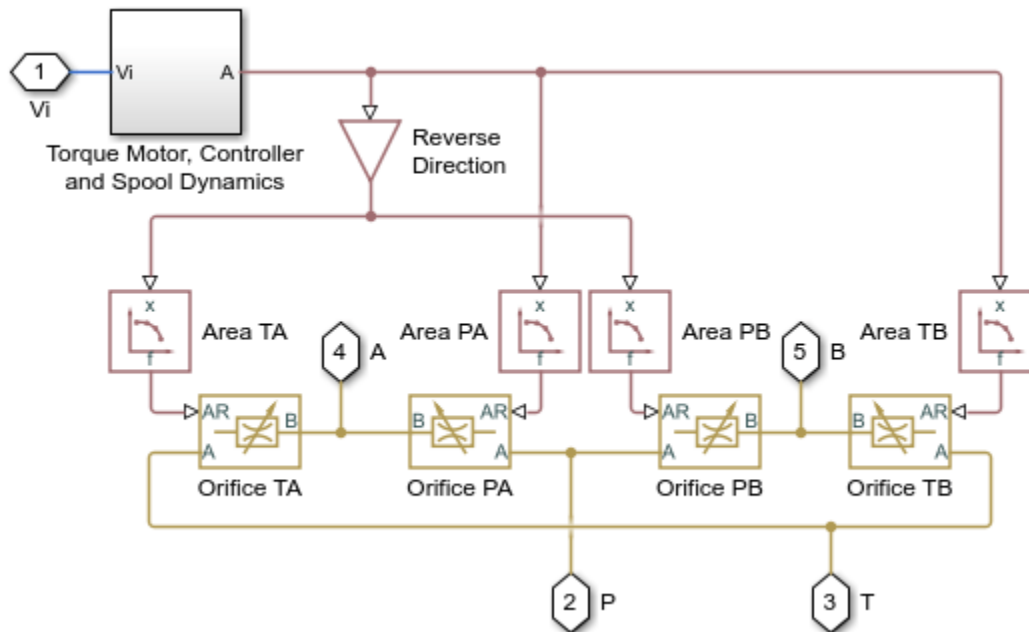 1
Vi
Vi
A
Torque Motor, Controller
and Spool Dynamics
Reverse
Direction
x
f
Area TA
4
A
Area PA
x
f
x
f
Area PB
5
B
Area TB
x
f
AR
B
A
Orifice TA
B
AR
A
Orifice PA
AR
B
A
Orifice PB
B
AR
A
Orifice TB
2
P
3
T